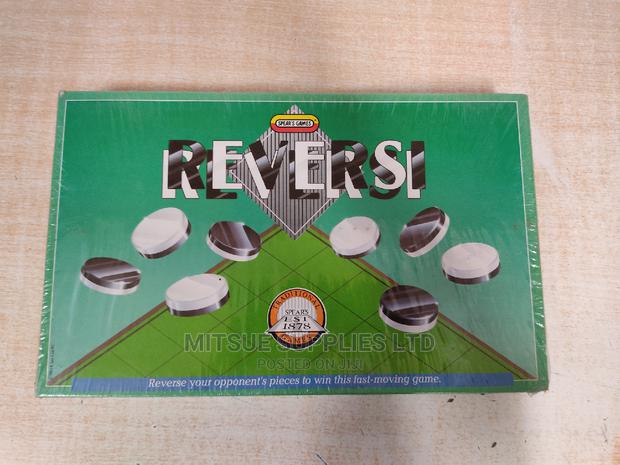 SPEAR'S GAMES
REVERSI
TRADITIONAL
SPEAR'S
EST
1878
GAMES
MITSUE SUPPLIES LTD
POSTED ON JIJI
Reverse your opponent's pieces to win this fast-moving game.